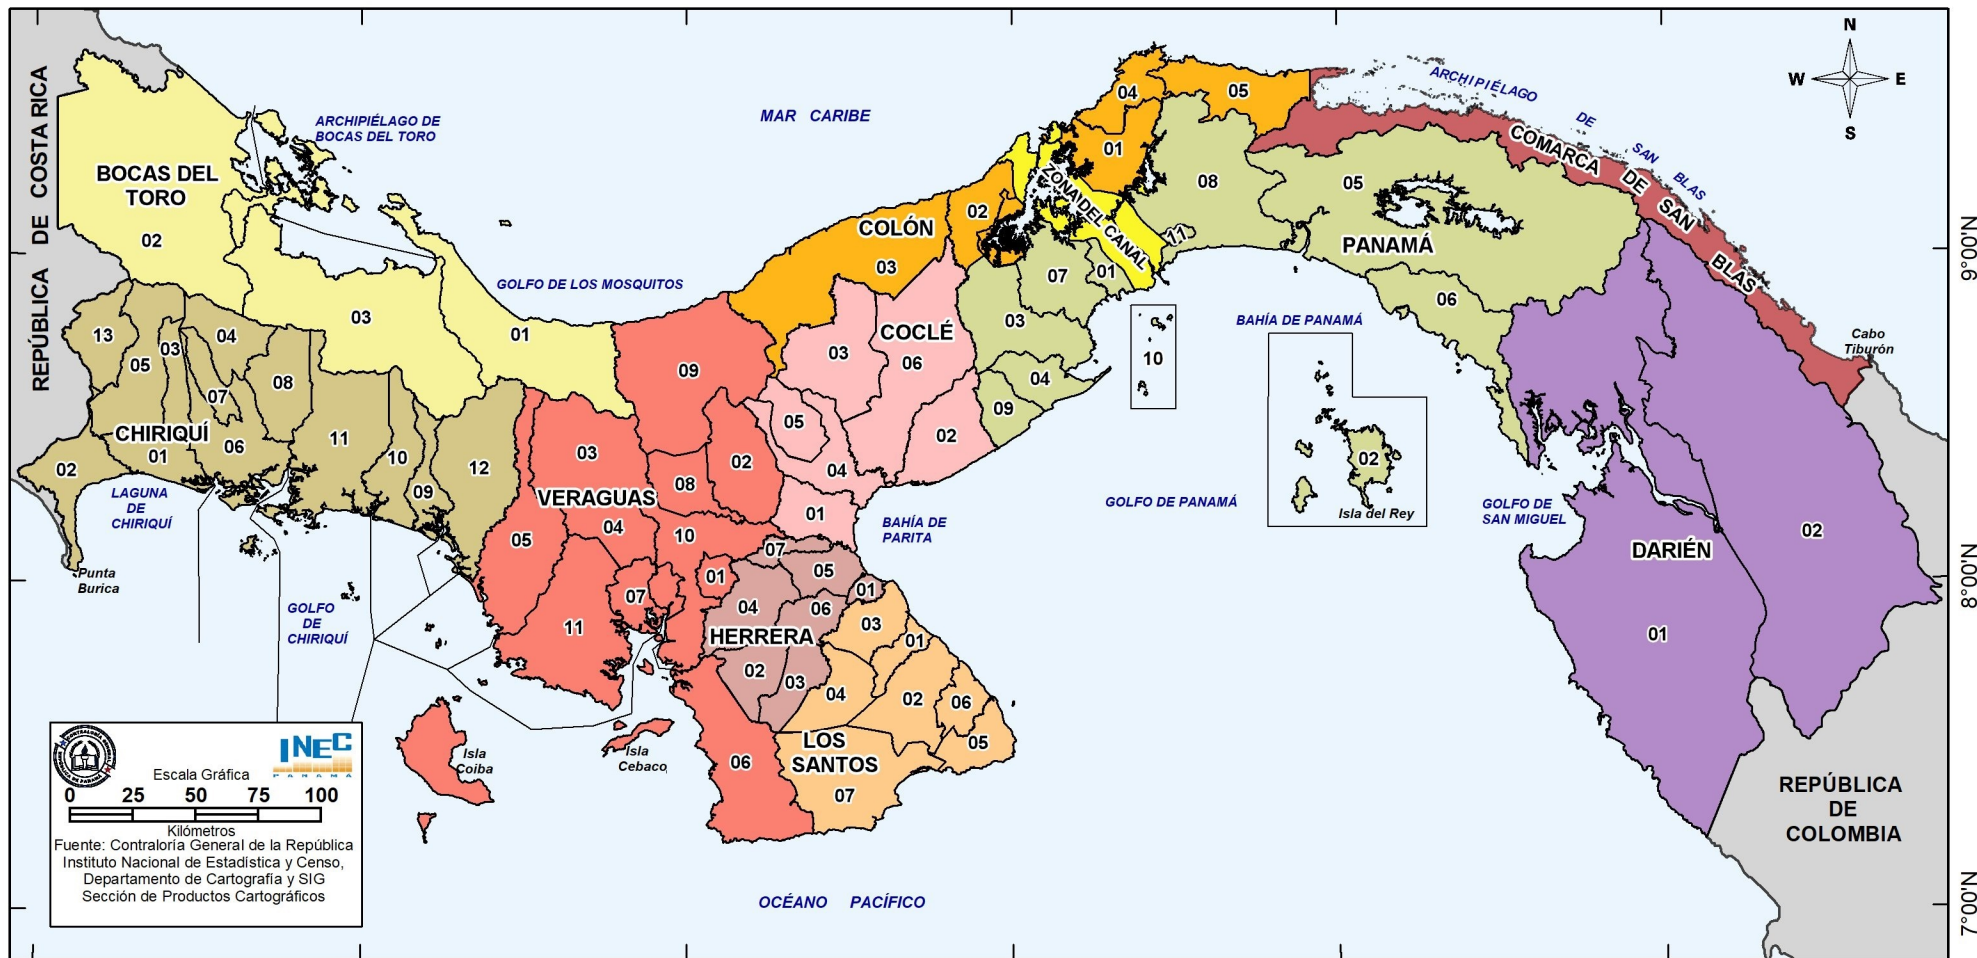 N
W E
S
REPÚBLICA DE COSTA RICA
MAR CARIBE
ARCHIPIÉLAGO
DE
SAN
BLAS
ARCHIPIÉLAGO DE
BOCAS DEL TORO
BOCAS DEL
TORO
02
03
01
GOLFO DE LOS MOSQUITOS
COLÓN
04
05
01
02
03
ZONA DEL CANAL
COMARCA DE SAN BLAS
PANAMÁ
08
05
11
07
01
03
06
04
09
10
02
Isla del Rey
BAHÍA DE PANAMÁ
GOLFO DE PANAMÁ
GOLFO DE
SAN MIGUEL
Cabo
Tiburón
9°00'N
8°00'N
7°00'N
CHIRIQUÍ
13
05
03
04
07
08
02
01
06
11
10
09
12
LAGUNA
DE
CHIRIQUÍ
Punta
Burica
GOLFO
DE
CHIRIQUÍ
VERAGUAS
09
03
02
08
04
05
10
01
07
11
06
Isla
Coiba
Isla
Cebaco
COCLÉ
03
06
05
02
04
01
BAHÍA DE
PARITA
HERRERA
07
05
01
04
06
02
03
LOS
SANTOS
03
01
04
02
06
05
07
DARIÉN
02
01
REPÚBLICA
DE
COLOMBIA
OCÉANO PACÍFICO
CONTRALORÍA GENERAL
REPÚBLICA DE PANAMÁ
INEC
PANAMÁ
Escala Gráfica
0 25 50 75 100
Kilómetros
Fuente: Contraloría General de la República
Instituto Nacional de Estadística y Censo,
Departamento de Cartografía y SIG
Sección de Productos Cartográficos